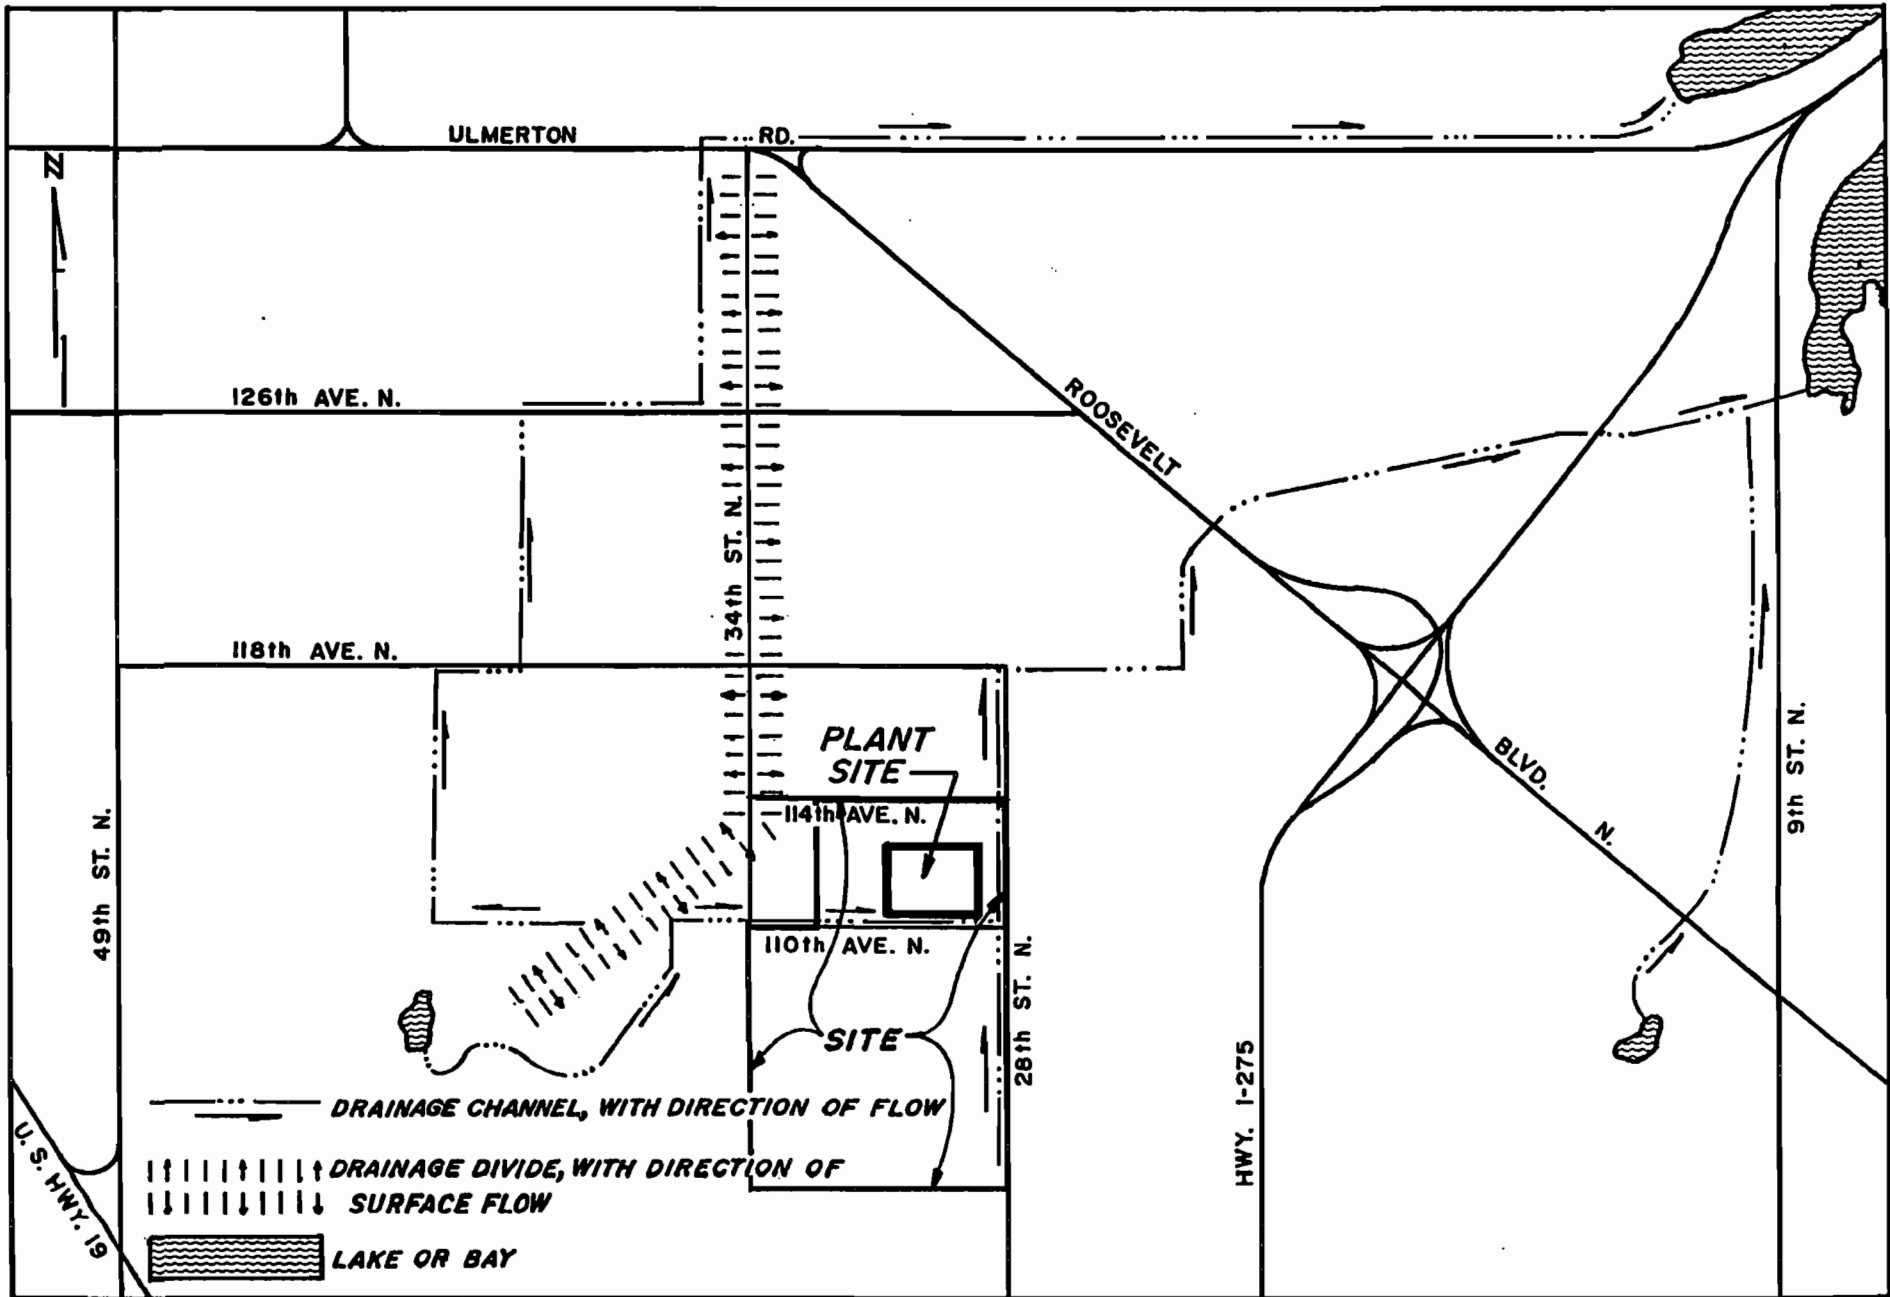 ULMERTON RD.
N
126th AVE. N.
ROOSEVELT
34th ST. N.
118th AVE. N.
PLANT
SITE
BLVD.
N.
9th ST. N.
114th AVE. N.
49th ST. N.
110th AVE. N.
28th ST. N.
SITE
HWY. I-275
DRAINAGE CHANNEL, WITH DIRECTION OF FLOW
U.S. HWY. 19
DRAINAGE DIVIDE, WITH DIRECTION OF
SURFACE FLOW
LAKE OR BAY